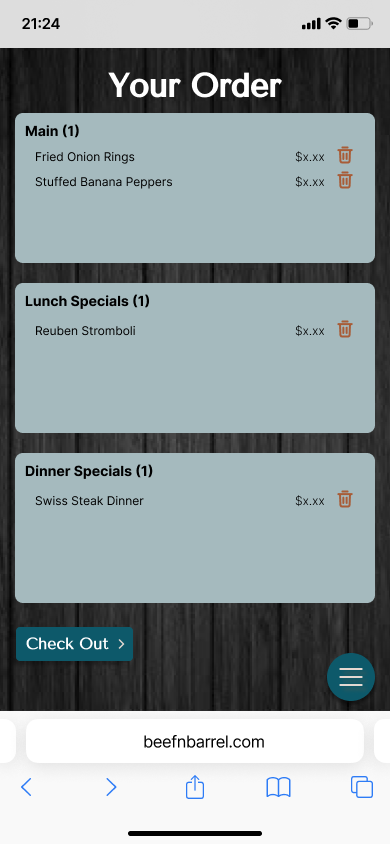 21:24
Your Order
Main (1)
Fried Onion Rings $x.xx
Stuffed Banana Peppers $x.xx
Lunch Specials (1)
Reuben Stromboli $x.xx
Dinner Specials (1)
Swiss Steak Dinner $x.xx
Check Out >
beefnbarrel.com